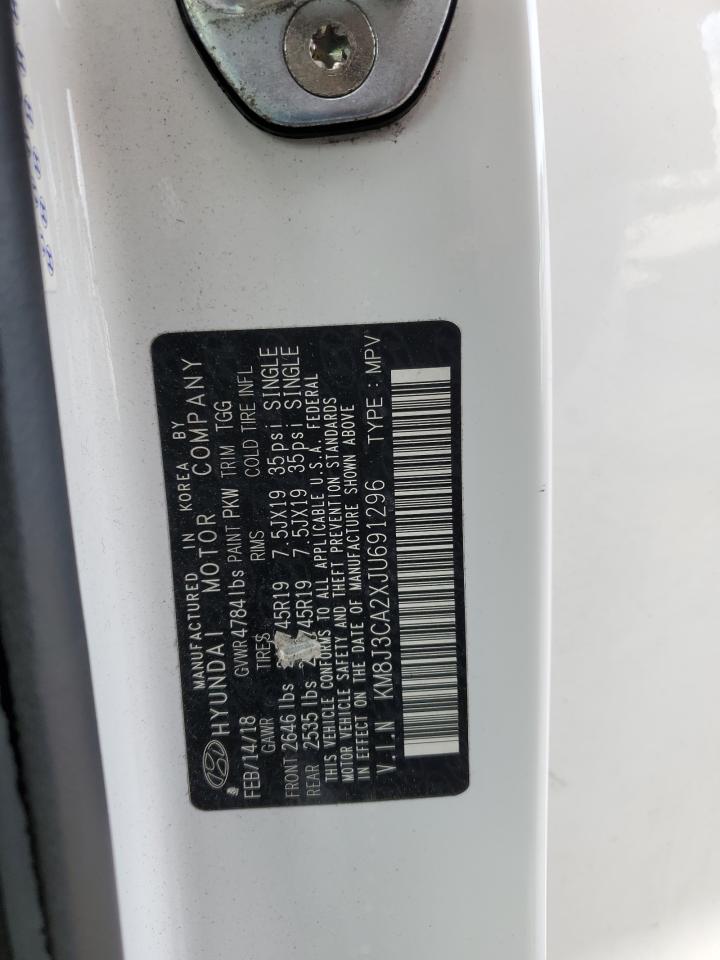 MANUFACTURED IN KOREA BY
HYUNDAI MOTOR COMPANY
FEB/14/18 GVWR 4784 lbs PAINT PKW TRIM TGG
GAWR TIRES RIMS COLD TIRE INFL
FRONT 2646 lbs 45R19 7.5JX19 35psi SINGLE
REAR 2535 lbs 45R19 7.5JX19 35psi SINGLE
THIS VEHICLE CONFORMS TO ALL APPLICABLE U.S.A. FEDERAL
MOTOR VEHICLE SAFETY AND THEFT PREVENTION STANDARDS
IN EFFECT ON THE DATE OF MANUFACTURE SHOWN ABOVE
V.I.N KM8J3CA2XJU691296 TYPE : MPV